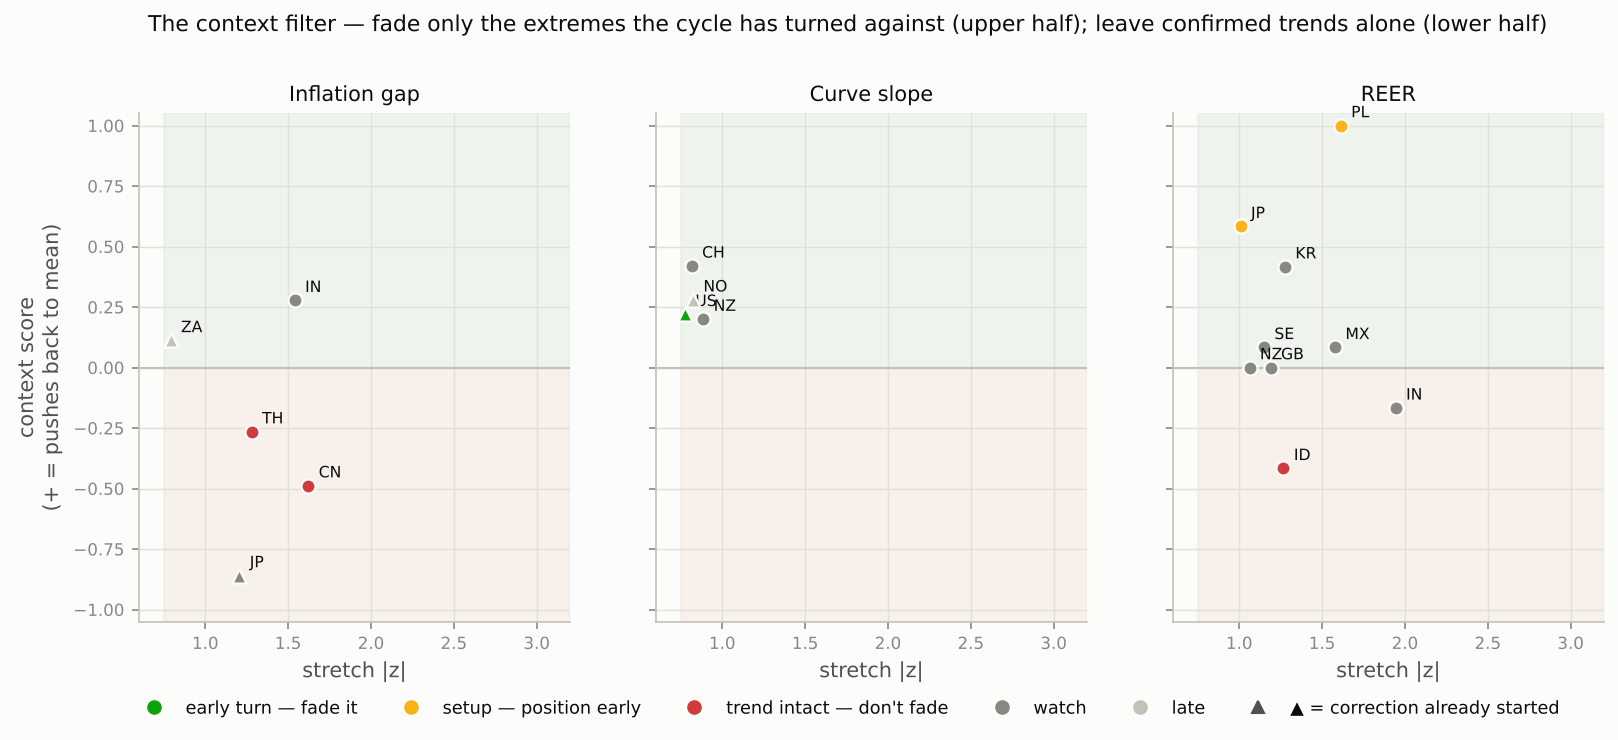 The context filter — fade only the extremes the cycle has turned against (upper half); leave confirmed trends alone (lower half)
Inflation gap
Curve slope
REER
context score
(+ = pushes back to mean)
1.00
0.75
0.50
0.25
0.00
−0.25
−0.50
−0.75
−1.00
ZA
IN
TH
CN
JP
1.0 1.5 2.0 2.5 3.0
stretch |z|
CH
NO
US
NZ
1.0 1.5 2.0 2.5 3.0
stretch |z|
PL
JP
KR
SE
MX
NZ
GB
IN
ID
1.0 1.5 2.0 2.5 3.0
stretch |z|
early turn — fade it
setup — position early
trend intact — don't fade
watch
late
▲ = correction already started